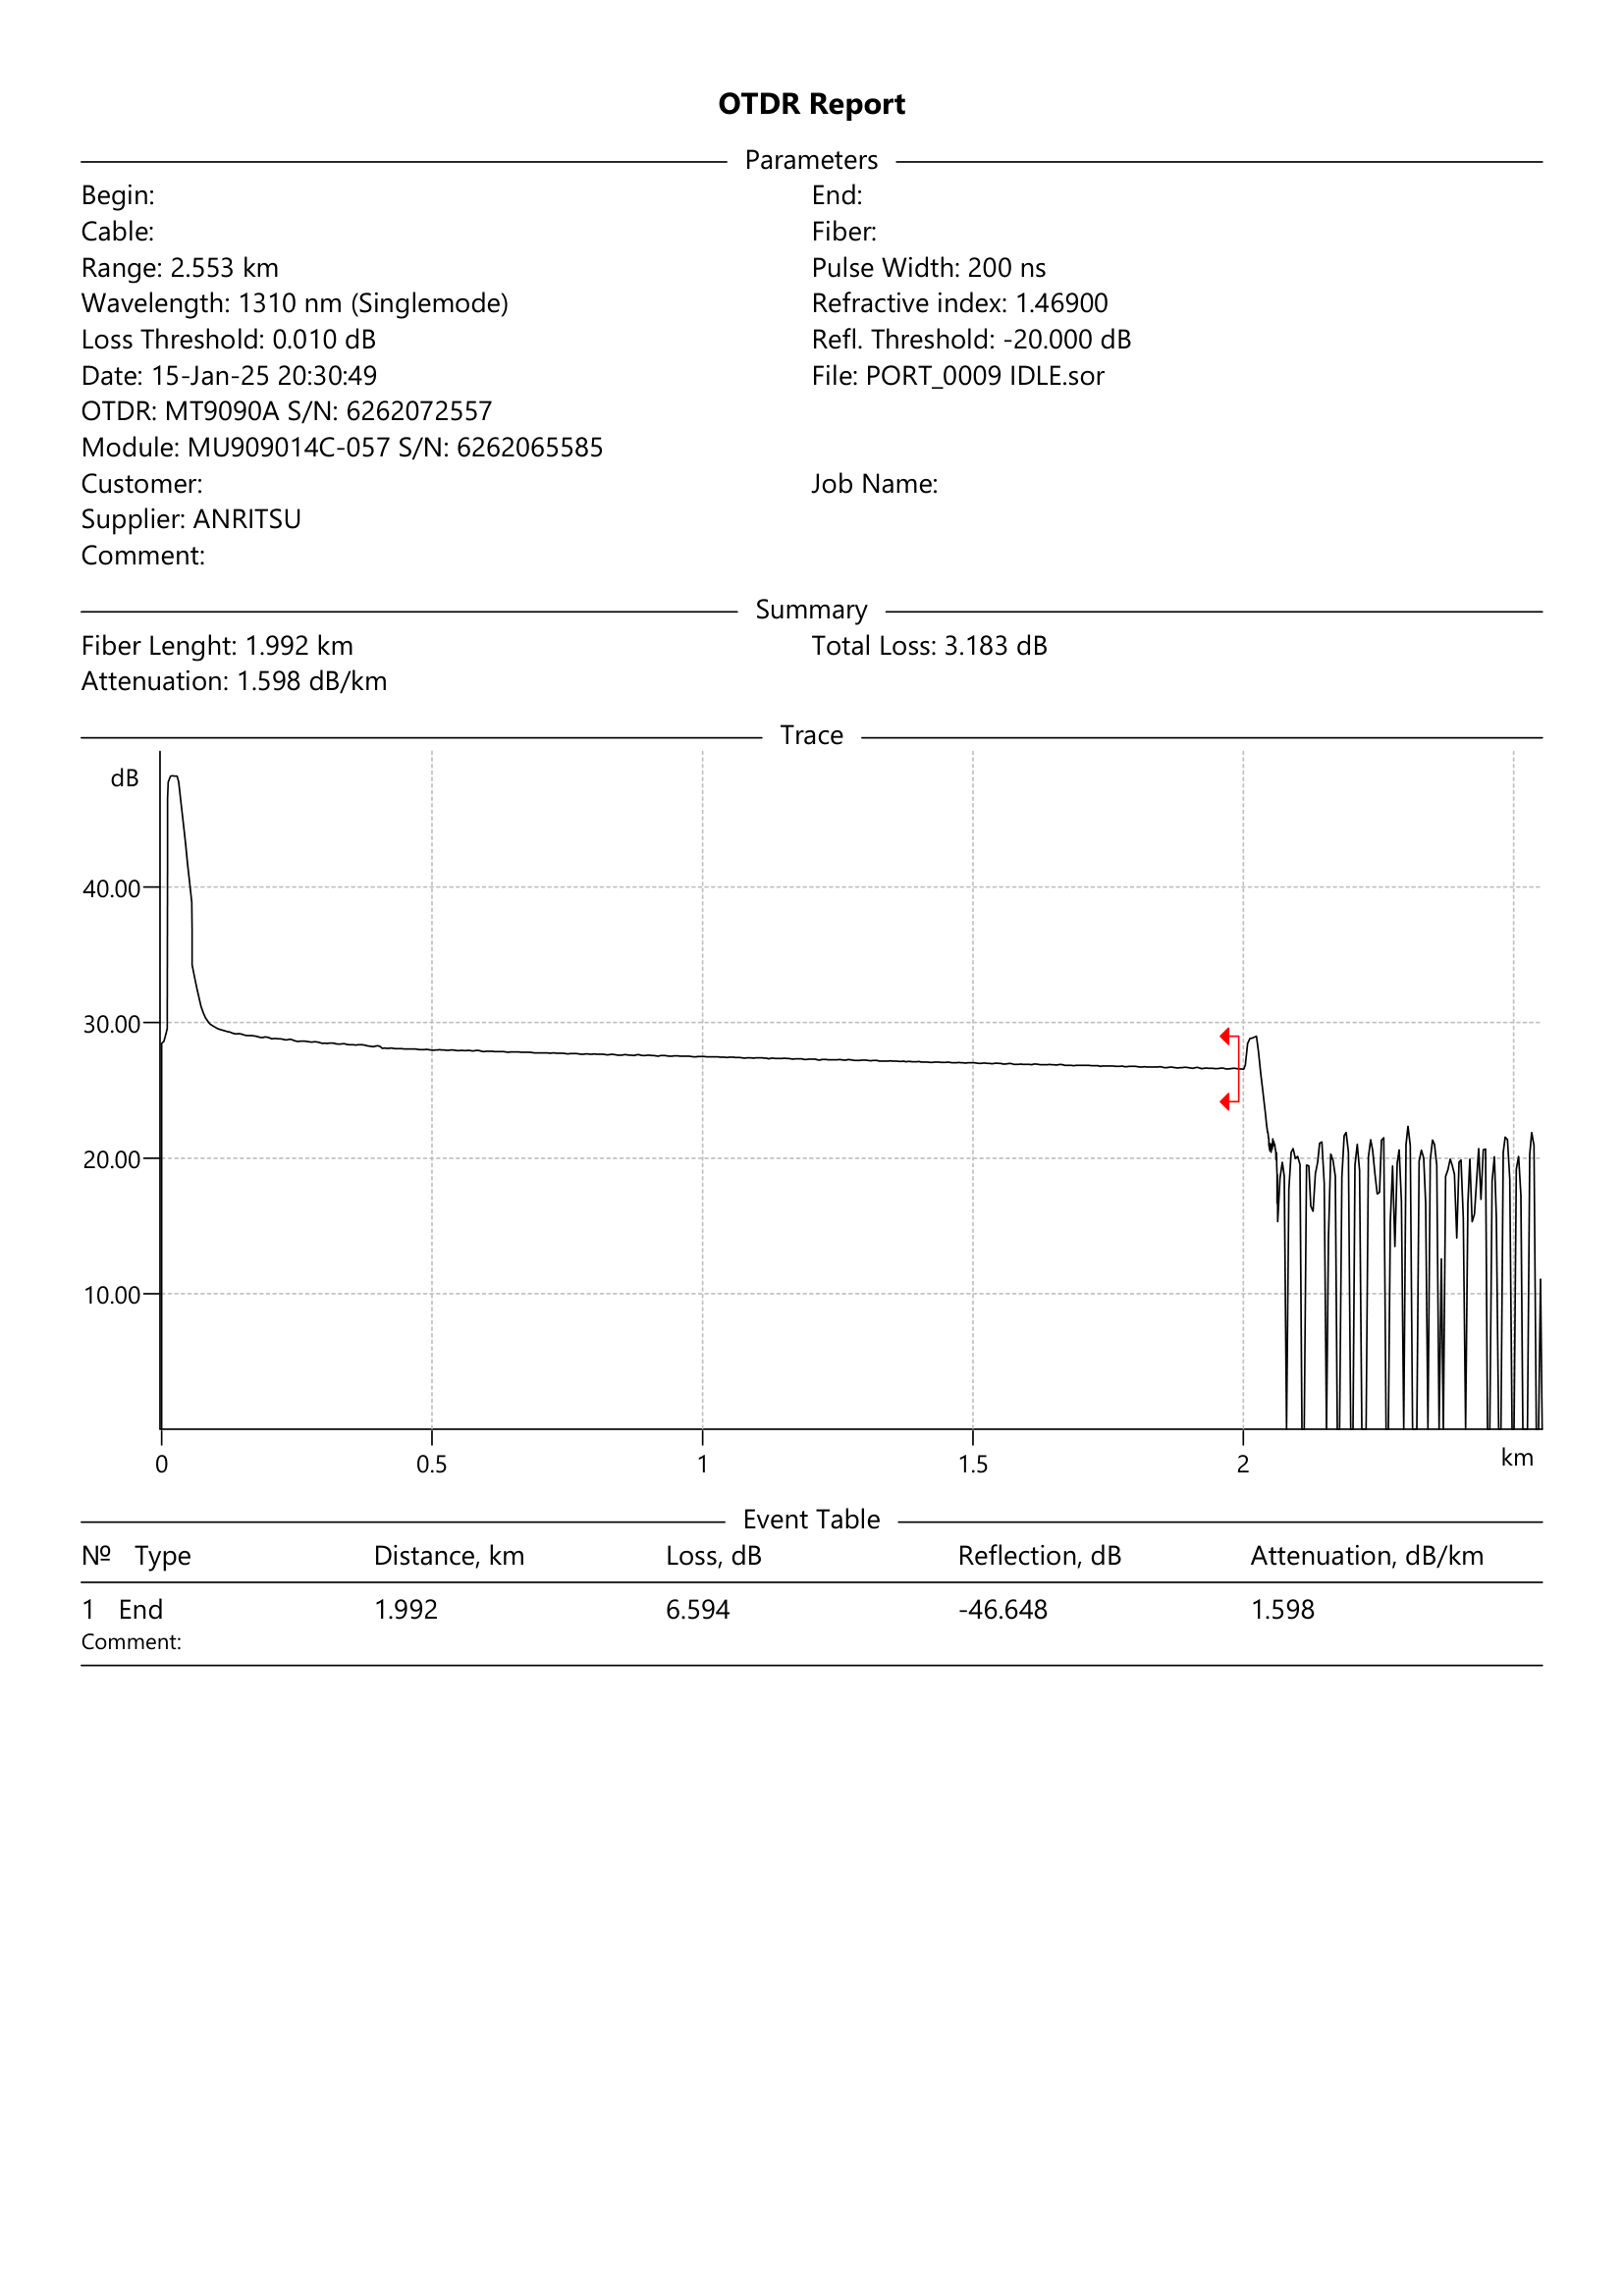 OTDR Report
Parameters
Begin: End:
Cable: Fiber:
Range: 2.553 km Pulse Width: 200 ns
Wavelength: 1310 nm (Singlemode) Refractive index: 1.46900
Loss Threshold: 0.010 dB Refl. Threshold: -20.000 dB
Date: 15-Jan-25 20:30:49 File: PORT_0009 IDLE.sor
OTDR: MT9090A S/N: 6262072557
Module: MU909014C-057 S/N: 6262065585
Customer: Job Name:
Supplier: ANRITSU
Comment:
Summary
Fiber Lenght: 1.992 km Total Loss: 3.183 dB
Attenuation: 1.598 dB/km
Trace
dB
40.00
30.00
20.00
10.00
0 0.5 1 1.5 2 km
Event Table
Nº Type Distance, km Loss, dB Reflection, dB Attenuation, dB/km
1 End 1.992 6.594 -46.648 1.598
Comment: